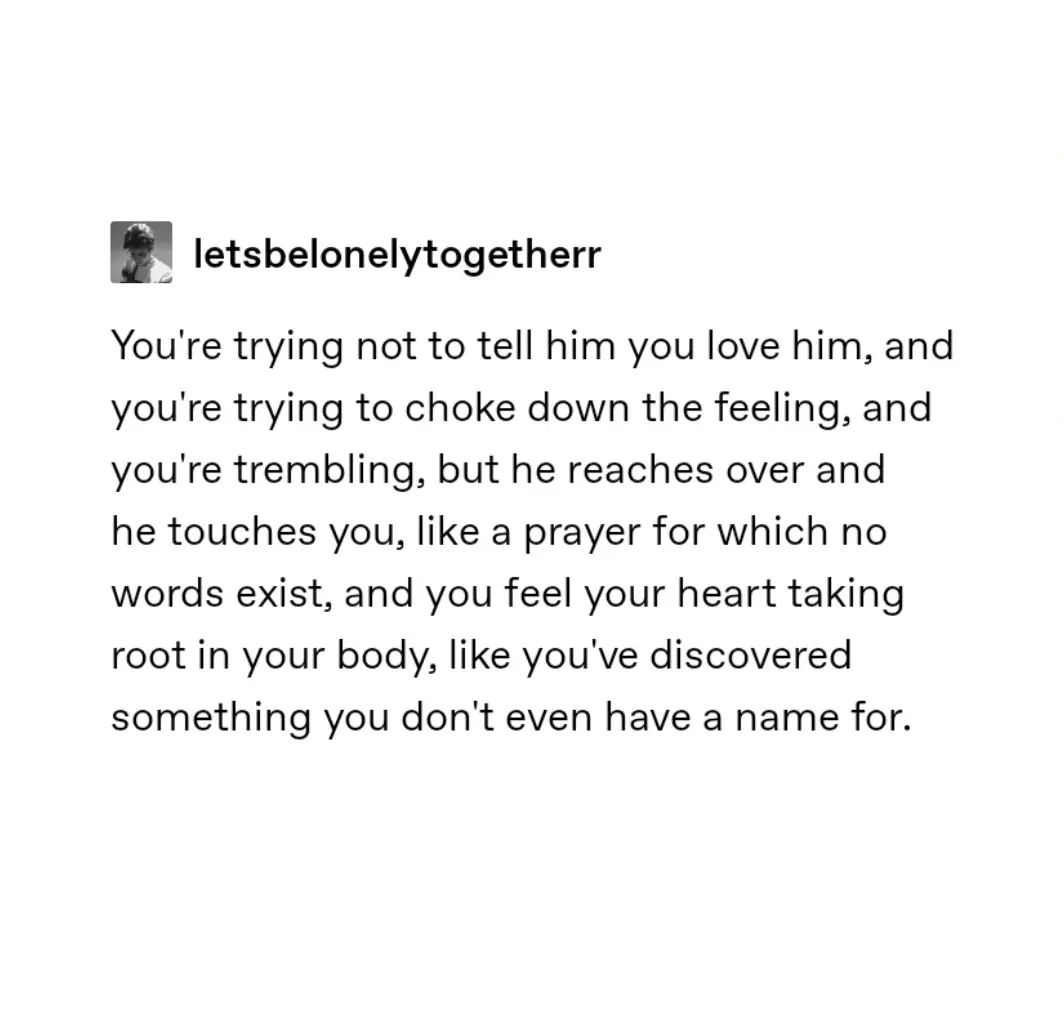 letsbelonelytogetherr
You're trying not to tell him you love him, and
you're trying to choke down the feeling, and
you're trembling, but he reaches over and
he touches you, like a prayer for which no
words exist, and you feel your heart taking
root in your body, like you've discovered
something you don't even have a name for.